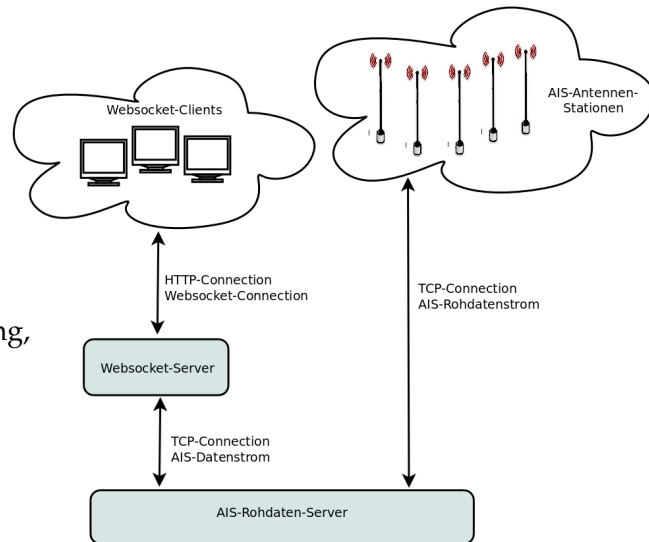 AIS-Antennen-
Stationen
Websocket-Clients
HTTP-Connection
Websocket-Connection
TCP-Connection
AIS-Rohdatenstrom
ng,
Websocket-Server
TCP-Connection
AIS-Datenstrom
AIS-Rohdaten-Server